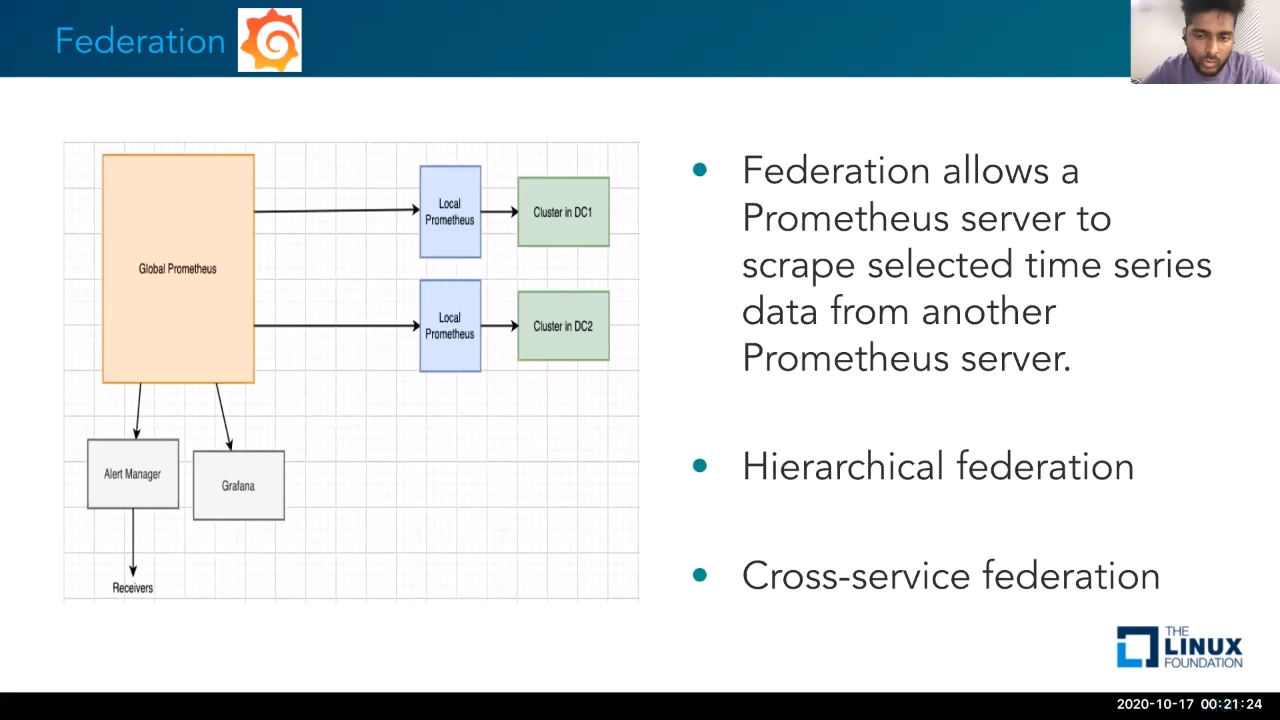 Federation
Global Prometheus
Local
Prometheus
Cluster in DC1
Local
Prometheus
Cluster in DC2
Alert Manager
Grafana
Receivers
Federation allows a
Prometheus server to
scrape selected time series
data from another
Prometheus server.
Hierarchical federation
Cross-service federation
THE
LINUX
FOUNDATION
2020-10-17 00:21:24